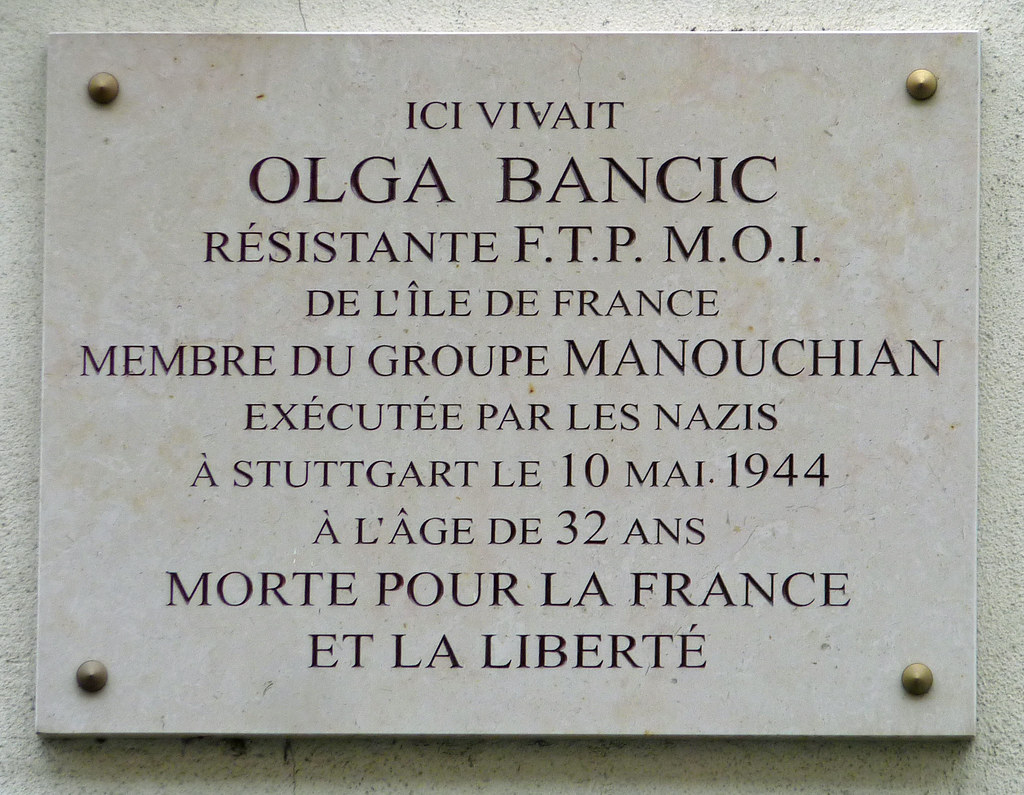 ICI VIVAIT
OLGA BANCIC
RÉSISTANTE F.T.P. M.O.I.
DE L'ÎLE DE FRANCE
MEMBRE DU GROUPE MANOUCHIAN
EXÉCUTÉE PAR LES NAZIS
À STUTTGART LE 10 MAI 1944
À L'ÂGE DE 32 ANS
MORTE POUR LA FRANCE
ET LA LIBERTÉ